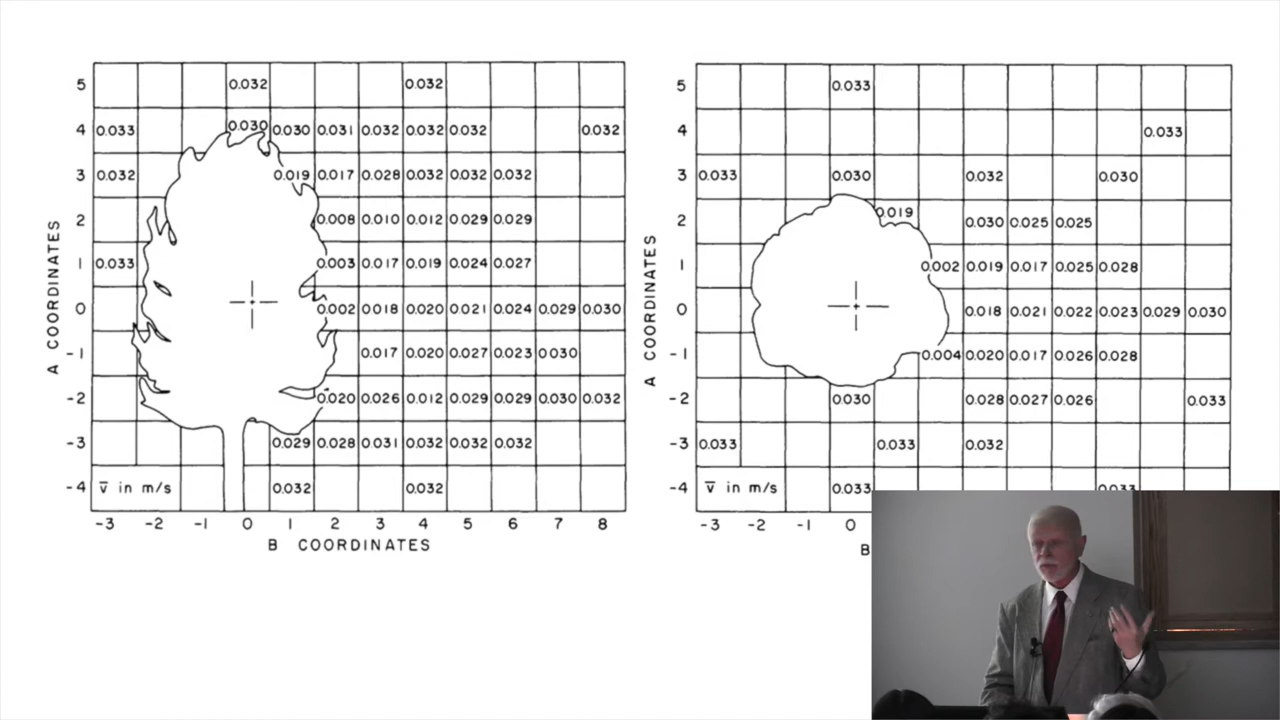 5 0.032 0.032
4 0.033 0.030 0.030 0.031 0.032 0.032 0.032 0.032
3 0.032 0.019 0.017 0.028 0.032 0.032 0.032
2 0.008 0.010 0.012 0.029 0.029
1 0.033 0.003 0.017 0.019 0.024 0.027
0 0.002 0.018 0.020 0.021 0.024 0.029 0.030
-1 0.017 0.020 0.027 0.023 0.030
-2 0.020 0.026 0.012 0.029 0.029 0.030 0.032
-3 0.029 0.028 0.031 0.032 0.032 0.032
-4 v̅ in m/s 0.032 0.032
-3 -2 -1 0 1 2 3 4 5 6 7 8
B COORDINATES
A COORDINATES
5 0.033
4 0.033
3 0.033 0.030 0.032 0.030
2 0.019 0.030 0.025 0.025
1 0.002 0.019 0.017 0.025 0.028
0 0.018 0.021 0.022 0.023 0.029 0.030
-1 0.004 0.020 0.017 0.026 0.028
-2 0.030 0.028 0.027 0.026 0.033
-3 0.033 0.033 0.032
-4 v̅ in m/s 0.033 0.033
-3 -2 -1 0
B
A COORDINATES